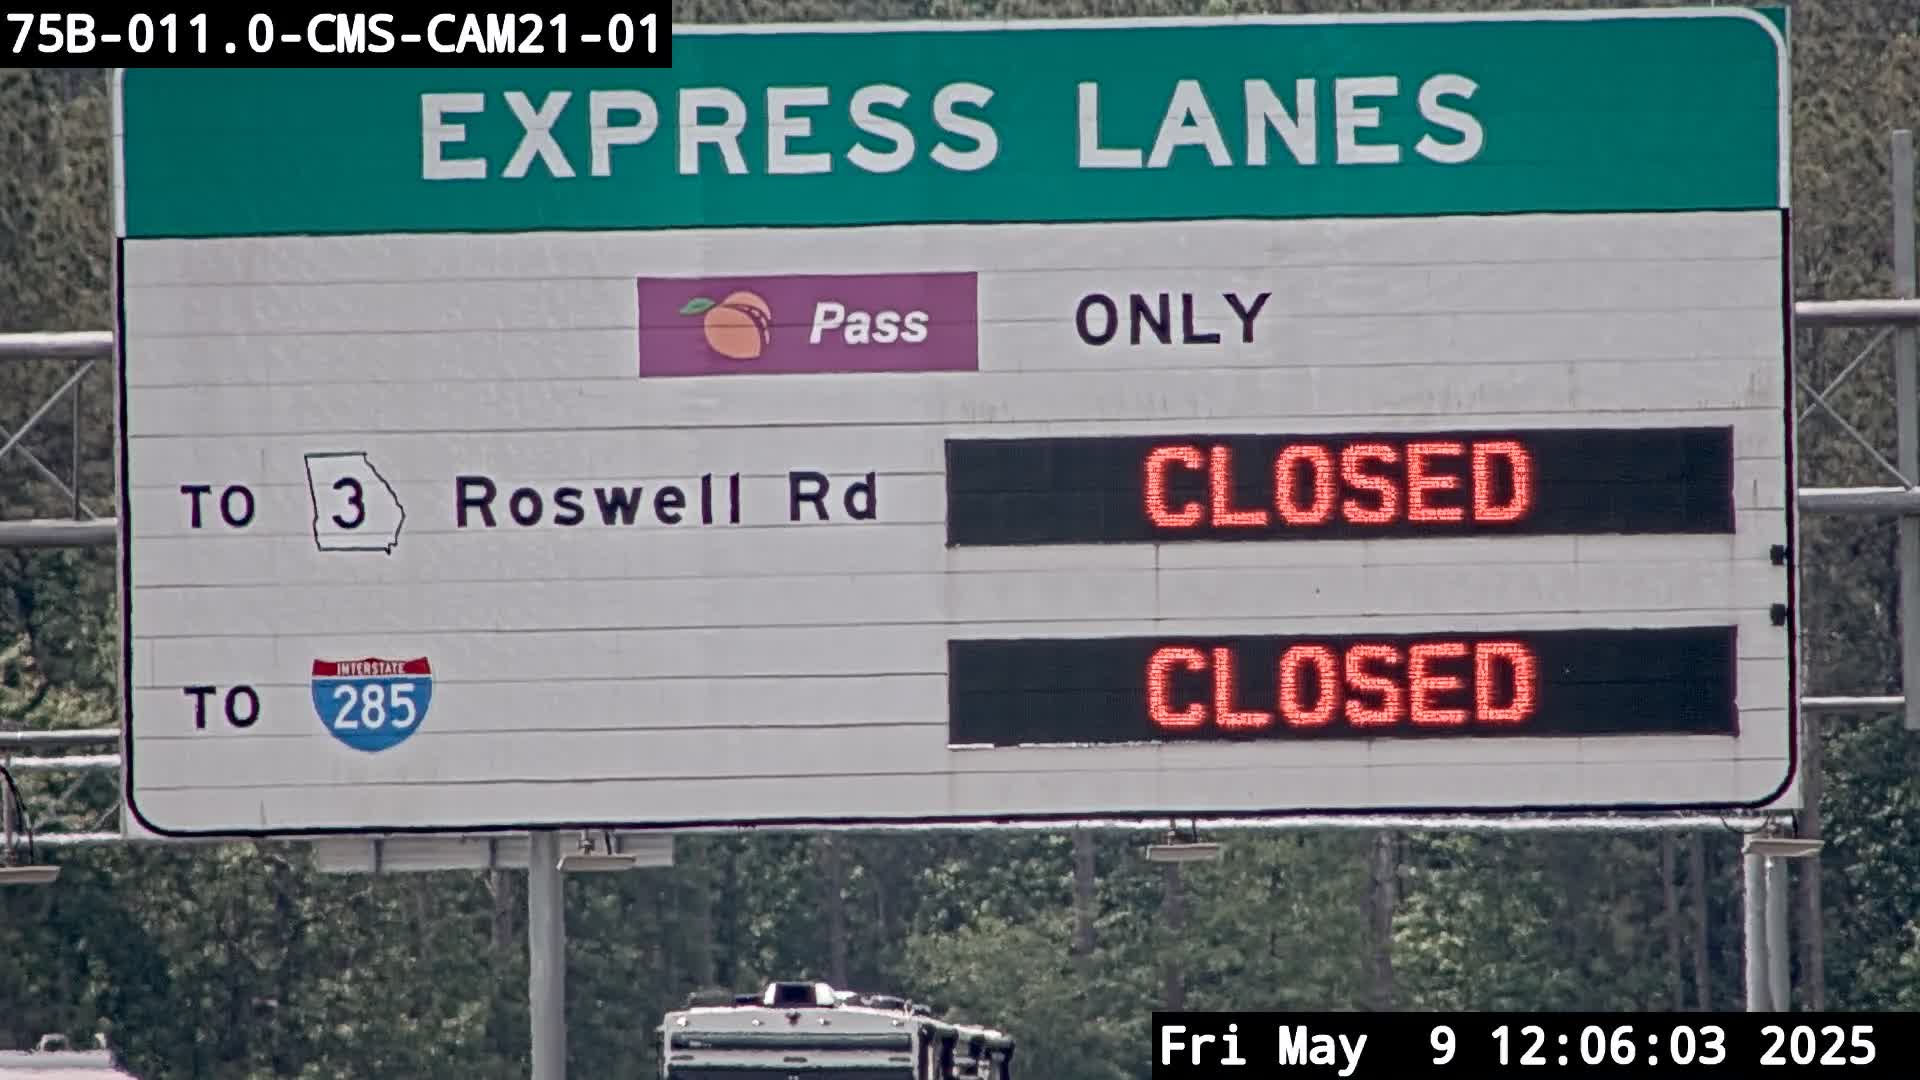 75B-011.0-CMS-CAM21-01
EXPRESS LANES
Pass ONLY
TO 3 Roswell Rd CLOSED
TO INTERSTATE 285 CLOSED
Fri May 9 12:06:03 2025